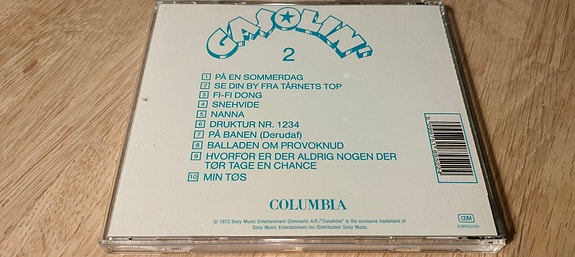 GASOLIN'
2
1 PÅ EN SOMMERDAG
2 SE DIN BY FRA TÅRNETS TOP
3 FI-FI DONG
4 SNEHVIDE
5 NANNA
6 DRUKTUR NR. 1234
7 PÅ BANEN (Derudaf)
8 BALLADEN OM PROVOKNUD
9 HVORFOR ER DER ALDRIG NOGEN DER
TØR TAGE EN CHANCE
10 MIN TØS
COLUMBIA
© 1972 Sony Music Entertainment (Denmark) A/S./"Columbia" is the exclusive trademark of
Sony Music Entertainment Inc./Distribution Sony Music